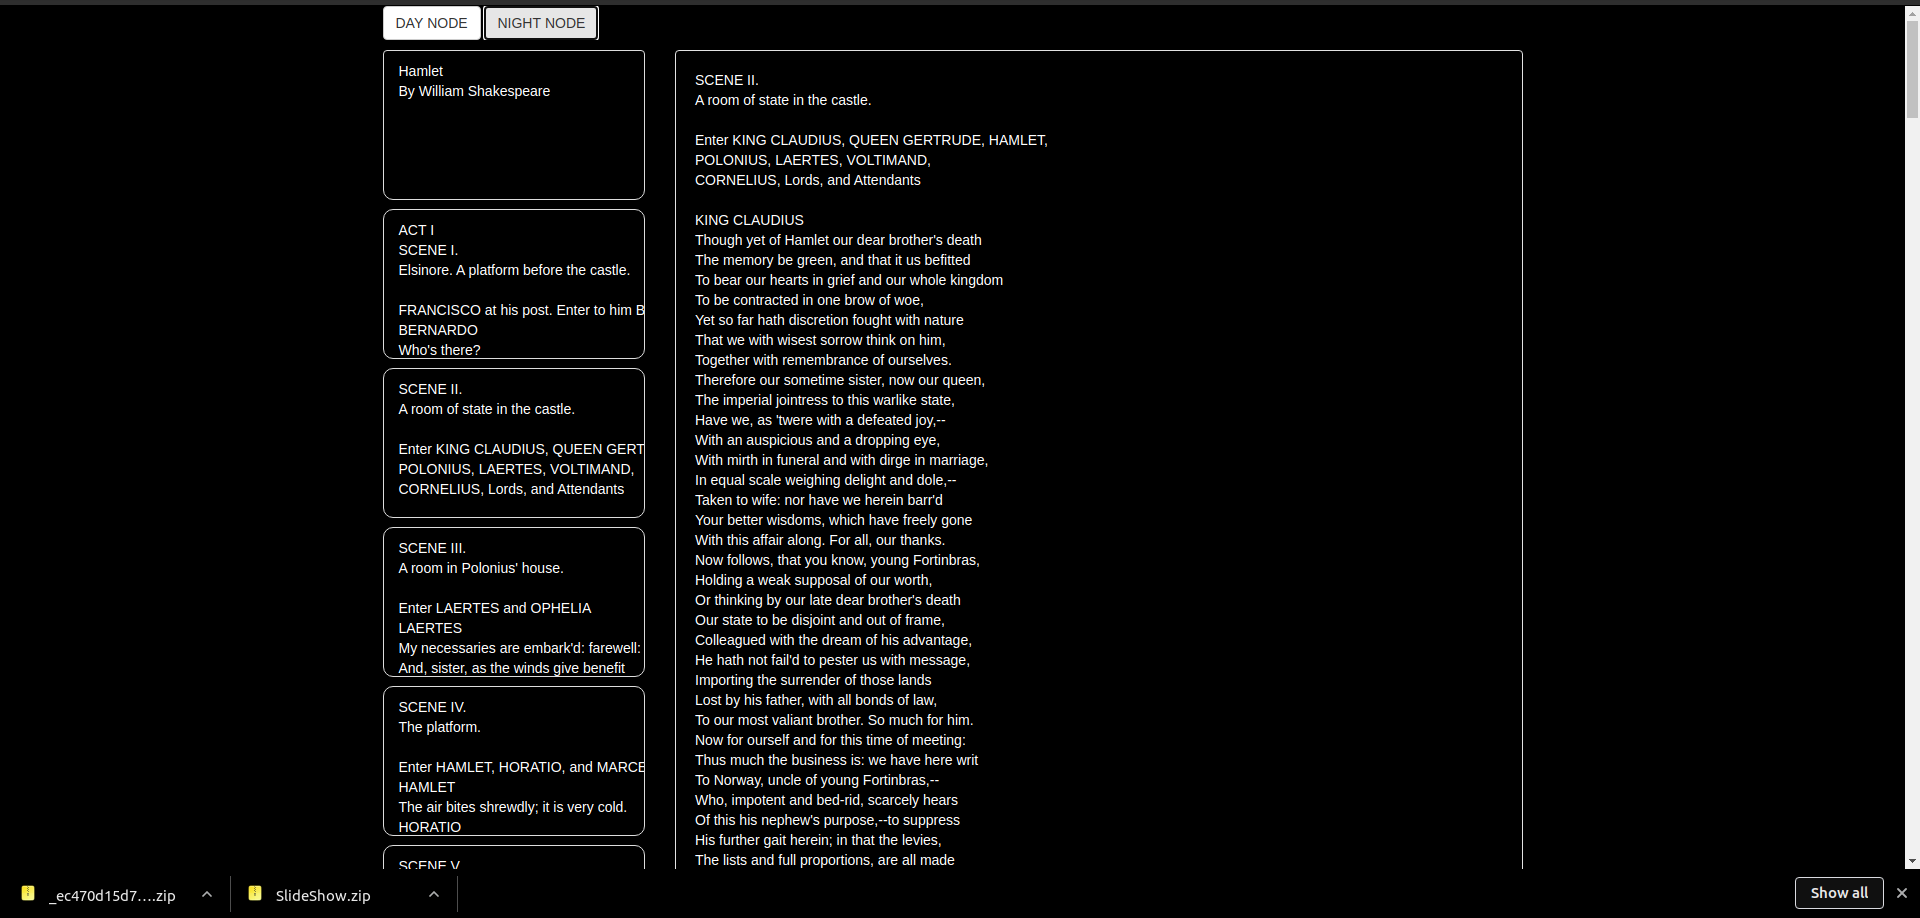 DAY NODE NIGHT NODE
Hamlet
By William Shakespeare
ACT I
SCENE I.
Elsinore. A platform before the castle.
FRANCISCO at his post. Enter to him B
BERNARDO
Who's there?
SCENE II.
A room of state in the castle.
Enter KING CLAUDIUS, QUEEN GERT
POLONIUS, LAERTES, VOLTIMAND,
CORNELIUS, Lords, and Attendants
SCENE III.
A room in Polonius' house.
Enter LAERTES and OPHELIA
LAERTES
My necessaries are embark'd: farewell:
And, sister, as the winds give benefit
SCENE IV.
The platform.
Enter HAMLET, HORATIO, and MARCE
HAMLET
The air bites shrewdly; it is very cold.
HORATIO
SCENE V
SCENE II.
A room of state in the castle.
Enter KING CLAUDIUS, QUEEN GERTRUDE, HAMLET,
POLONIUS, LAERTES, VOLTIMAND,
CORNELIUS, Lords, and Attendants
KING CLAUDIUS
Though yet of Hamlet our dear brother's death
The memory be green, and that it us befitted
To bear our hearts in grief and our whole kingdom
To be contracted in one brow of woe,
Yet so far hath discretion fought with nature
That we with wisest sorrow think on him,
Together with remembrance of ourselves.
Therefore our sometime sister, now our queen,
The imperial jointress to this warlike state,
Have we, as 'twere with a defeated joy,--
With an auspicious and a dropping eye,
With mirth in funeral and with dirge in marriage,
In equal scale weighing delight and dole,--
Taken to wife: nor have we herein barr'd
Your better wisdoms, which have freely gone
With this affair along. For all, our thanks.
Now follows, that you know, young Fortinbras,
Holding a weak supposal of our worth,
Or thinking by our late dear brother's death
Our state to be disjoint and out of frame,
Colleagued with the dream of his advantage,
He hath not fail'd to pester us with message,
Importing the surrender of those lands
Lost by his father, with all bonds of law,
To our most valiant brother. So much for him.
Now for ourself and for this time of meeting:
Thus much the business is: we have here writ
To Norway, uncle of young Fortinbras,--
Who, impotent and bed-rid, scarcely hears
Of this his nephew's purpose,--to suppress
His further gait herein; in that the levies,
The lists and full proportions, are all made
_ec470d15d7....zip SlideShow.zip Show all